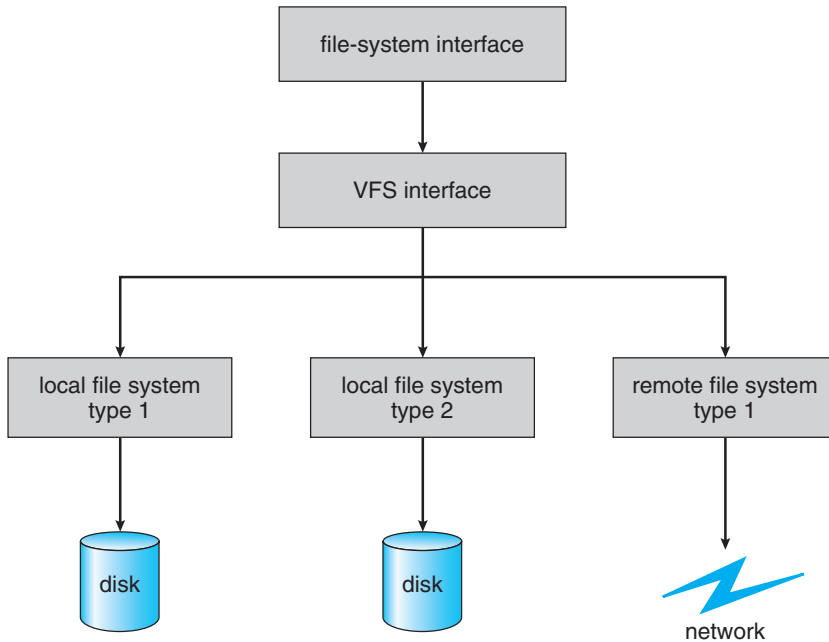 file-system interface
VFS interface
local file system
type 1
local file system
type 2
remote file system
type 1
disk
disk
network